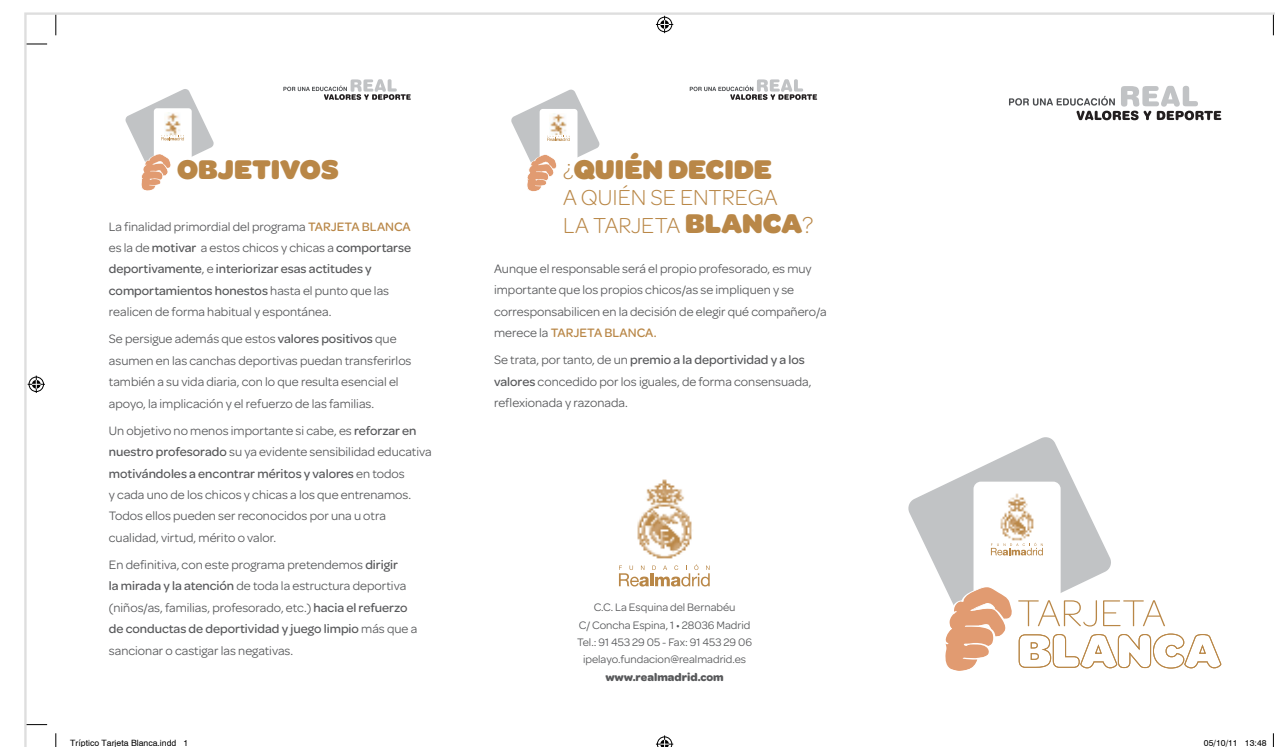 POR UNA EDUCACIÓN REAL
VALORES Y DEPORTE
Realmadrid
OBJETIVOS
La finalidad primordial del programa TARJETA BLANCA
es la de motivar a estos chicos y chicas a comportarse
deportivamente, e interiorizar esas actitudes y
comportamientos honestos hasta el punto que las
realicen de forma habitual y espontánea.
Se persigue además que estos valores positivos que
asumen en las canchas deportivas puedan transferirlos
también a su vida diaria, con lo que resulta esencial el
apoyo, la implicación y el refuerzo de las familias.
Un objetivo no menos importante si cabe, es reforzar en
nuestro profesorado su ya evidente sensibilidad educativa
motivándoles a encontrar méritos y valores en todos
y cada uno de los chicos y chicas a los que entrenamos.
Todos ellos pueden ser reconocidos por una u otra
cualidad, virtud, mérito o valor.
En definitiva, con este programa pretendemos dirigir
la mirada y la atención de toda la estructura deportiva
(niños/as, familias, profesorado, etc.) hacia el refuerzo
de conductas de deportividad y juego limpio más que a
sancionar o castigar las negativas.
POR UNA EDUCACIÓN REAL
VALORES Y DEPORTE
Realmadrid
¿QUIÉN DECIDE
A QUIÉN SE ENTREGA
LA TARJETA BLANCA?
Aunque el responsable será el propio profesorado, es muy
importante que los propios chicos/as se impliquen y se
corresponsabilicen en la decisión de elegir qué compañero/a
merece la TARJETA BLANCA.
Se trata, por tanto, de un premio a la deportividad y a los
valores concedido por los iguales, de forma consensuada,
reflexionada y razonada.
FUNDACIÓN
Realmadrid
C.C. La Esquina del Bernabéu
C/ Concha Espina, 1 • 28036 Madrid
Tel.: 91 453 29 05 - Fax: 91 453 29 06
ipelayo.fundacion@realmadrid.es
www.realmadrid.com
POR UNA EDUCACIÓN REAL
VALORES Y DEPORTE
FUNDACIÓN
Realmadrid
TARJETA
BLANCA
Tríptico Tarjeta Blanca.indd 1
05/10/11 13:48